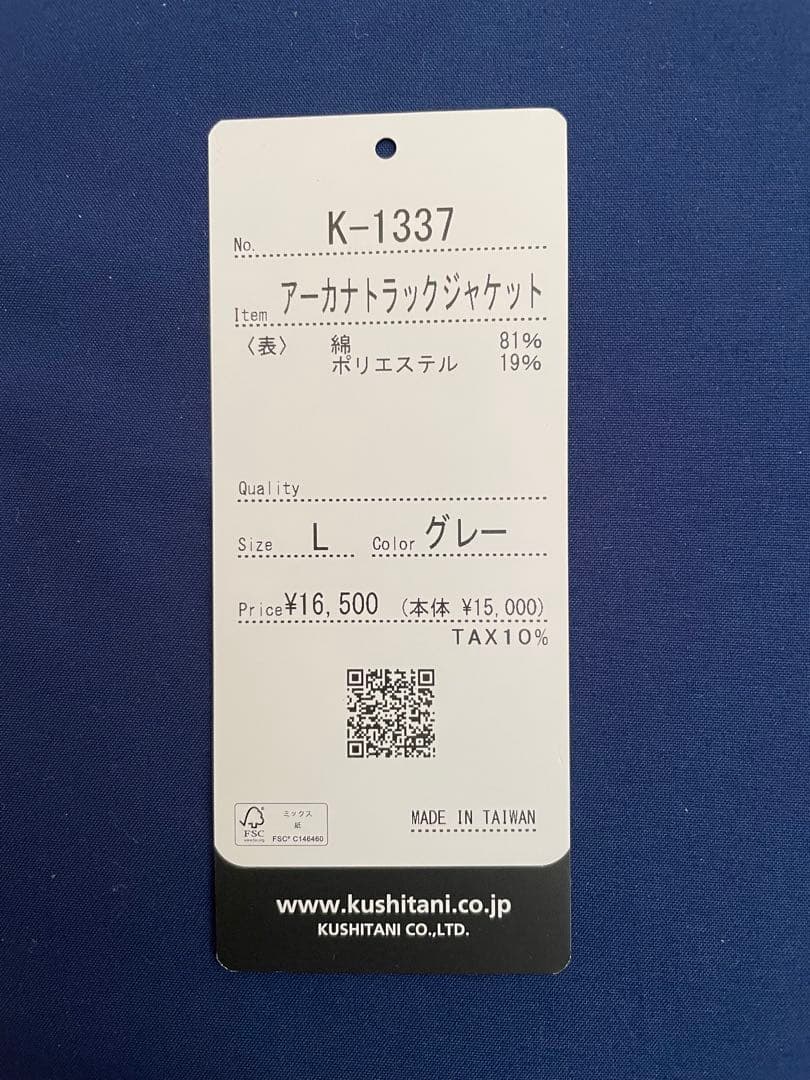 No. K-1337
Item アーカナトラックジャケット
〈表〉 綿 81%
ポリエステル 19%
Quality
Size L Color グレー
Price ¥16,500 (本体 ¥15,000)
TAX10%
ミックス
紙
FSC
FSC® C146460
MADE IN TAIWAN
www.kushitani.co.jp
KUSHITANI CO.,LTD.